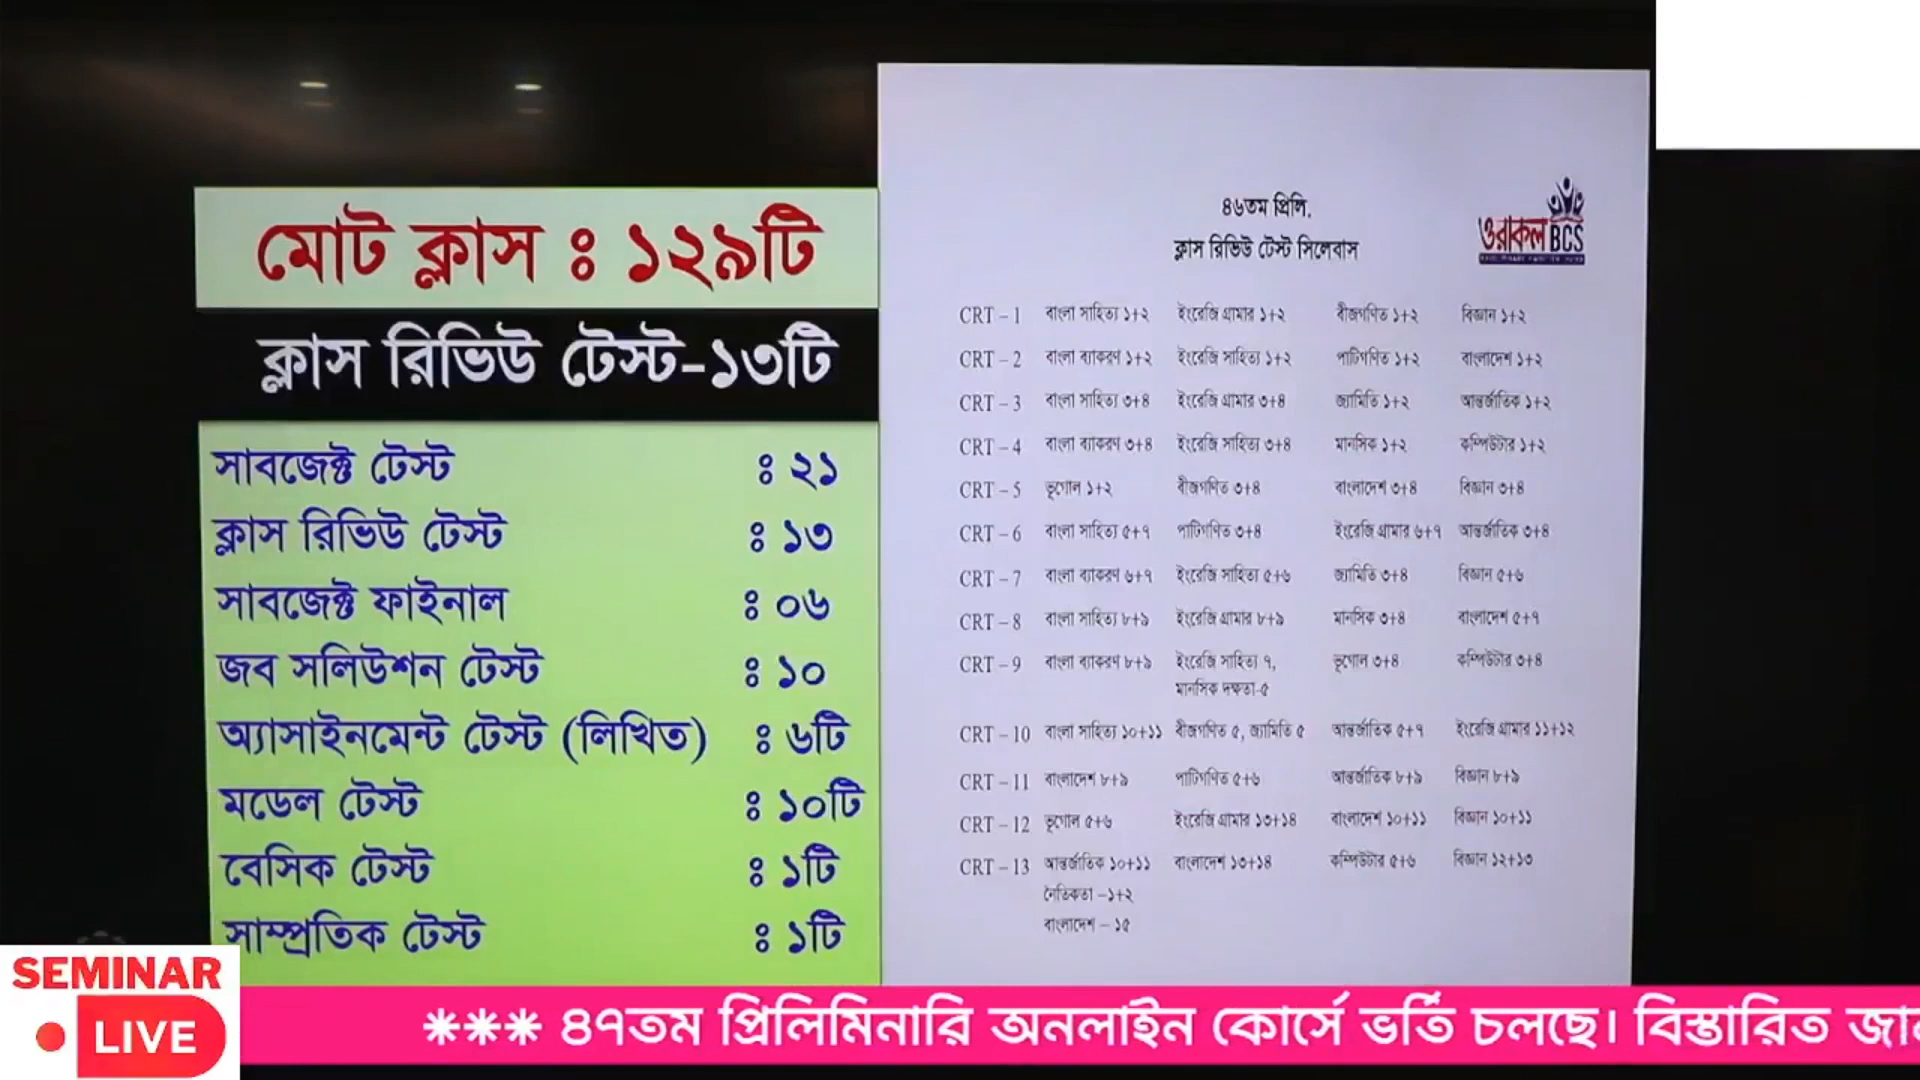 মোট ক্লাস ঃ ১২৯টি
ক্লাস রিভিউ টেস্ট-১৩টি
সাবজেক্ট টেস্ট ঃ ২১
ক্লাস রিভিউ টেস্ট ঃ ১৩
সাবজেক্ট ফাইনাল ঃ ০৬
জব সলিউশন টেস্ট ঃ ১০
অ্যাসাইনমেন্ট টেস্ট (লিখিত) ঃ ৬টি
মডেল টেস্ট ঃ ১০টি
বেসিক টেস্ট ঃ ১টি
সাম্প্রতিক টেস্ট ঃ ১টি
৪৬তম প্রিলি.
ক্লাস রিভিউ টেস্ট সিলেবাস
ওরাকল BCS
CRT – 1 বাংলা সাহিত্য ১+২ ইংরেজি গ্রামার ১+২ বীজগণিত ১+২ বিজ্ঞান ১+২
CRT – 2 বাংলা ব্যাকরণ ১+২ ইংরেজি সাহিত্য ১+২ পাটিগণিত ১+২ বাংলাদেশ ১+২
CRT – 3 বাংলা সাহিত্য ৩+৪ ইংরেজি গ্রামার ৩+৪ জ্যামিতি ১+২ আন্তর্জাতিক ১+২
CRT – 4 বাংলা ব্যাকরণ ৩+৪ ইংরেজি সাহিত্য ৩+৪ মানসিক ১+২ কম্পিউটার ১+২
CRT – 5 ভূগোল ১+২ বীজগণিত ৩+৪ বাংলাদেশ ৩+৪ বিজ্ঞান ৩+৪
CRT – 6 বাংলা সাহিত্য ৫+৭ পাটিগণিত ৩+৪ ইংরেজি গ্রামার ৬+৭ আন্তর্জাতিক ৩+৪
CRT – 7 বাংলা ব্যাকরণ ৬+৭ ইংরেজি সাহিত্য ৫+৬ জ্যামিতি ৩+৪ বিজ্ঞান ৫+৬
CRT – 8 বাংলা সাহিত্য ৮+৯ ইংরেজি গ্রামার ৮+৯ মানসিক ৩+৪ বাংলাদেশ ৫+৭
CRT – 9 বাংলা ব্যাকরণ ৮+৯ ইংরেজি সাহিত্য ৭, ভূগোল ৩+৪ কম্পিউটার ৩+৪
মানসিক দক্ষতা-৫
CRT – 10 বাংলা সাহিত্য ১০+১১ বীজগণিত ৫, জ্যামিতি ৫ আন্তর্জাতিক ৫+৭ ইংরেজি গ্রামার ১১+১২
CRT – 11 বাংলাদেশ ৮+৯ পাটিগণিত ৫+৬ আন্তর্জাতিক ৮+৯ বিজ্ঞান ৮+৯
CRT – 12 ভূগোল ৫+৬ ইংরেজি গ্রামার ১৩+১৪ বাংলাদেশ ১০+১১ বিজ্ঞান ১০+১১
CRT – 13 আন্তর্জাতিক ১০+১১ বাংলাদেশ ১৩+১৪ কম্পিউটার ৫+৬ বিজ্ঞান ১২+১৩
নৈতিকতা –১+২
বাংলাদেশ – ১৫
SEMINAR
LIVE
*** ৪৭তম প্রিলিমিনারি অনলাইন কোর্সে ভর্তি চলছে। বিস্তারিত